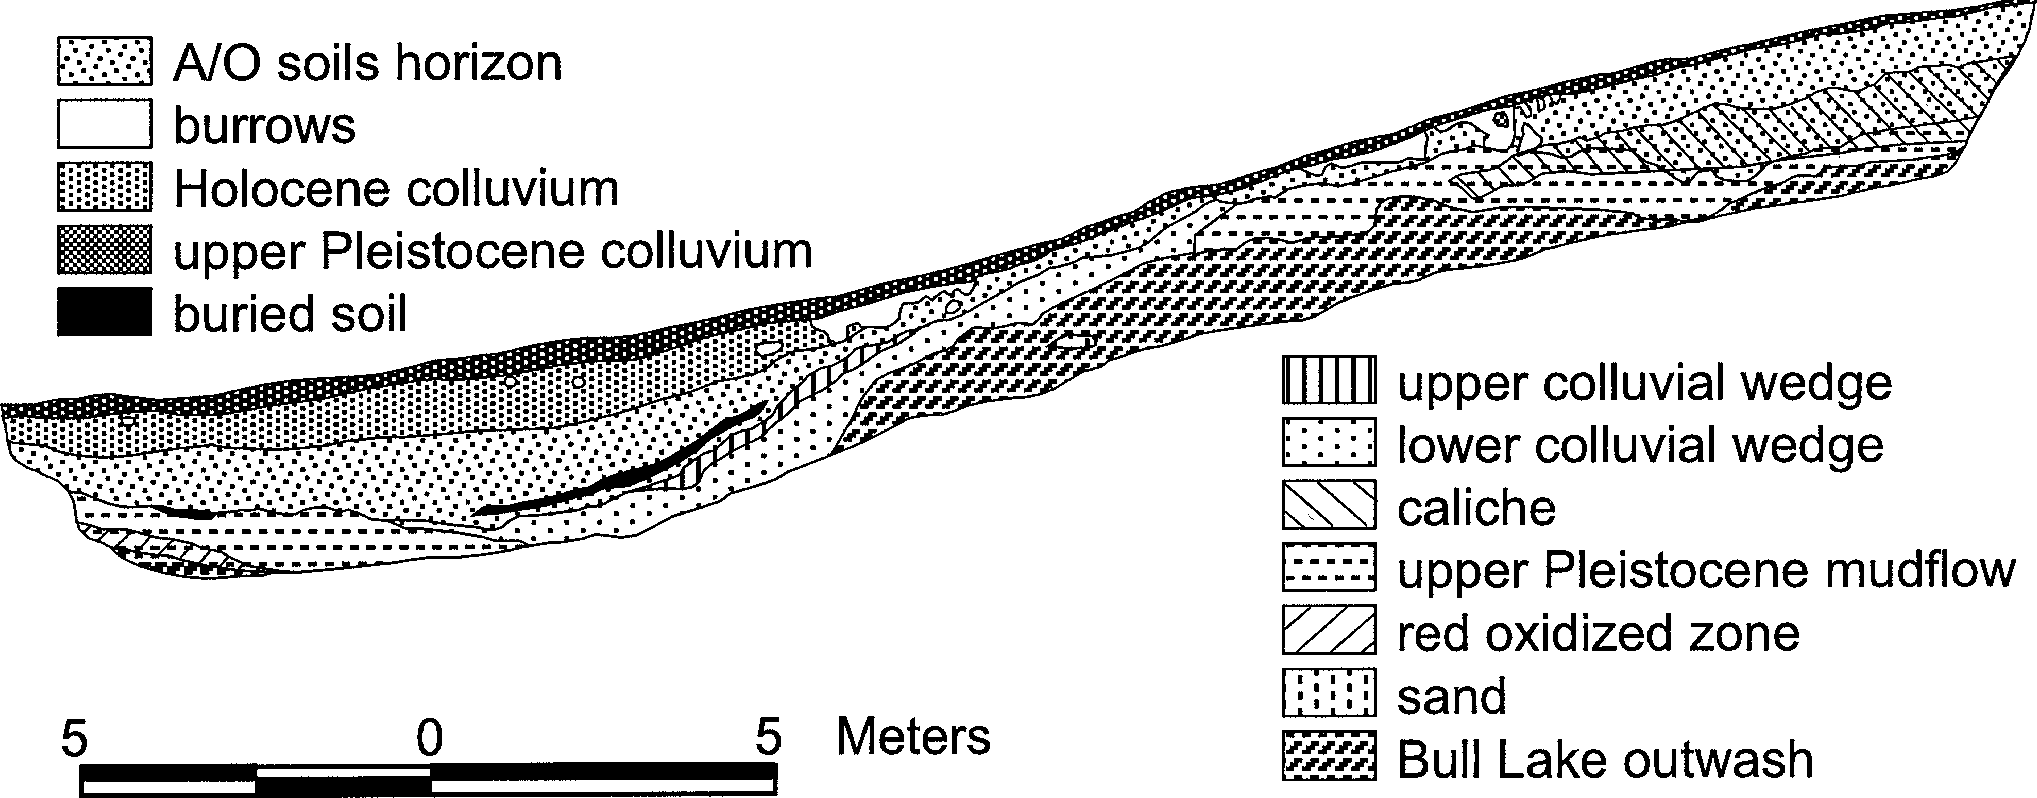 A/O soils horizon
burrows
Holocene colluvium
upper Pleistocene colluvium
buried soil
upper colluvial wedge
lower colluvial wedge
caliche
upper Pleistocene mudflow
red oxidized zone
sand
Bull Lake outwash
5 0 5 Meters